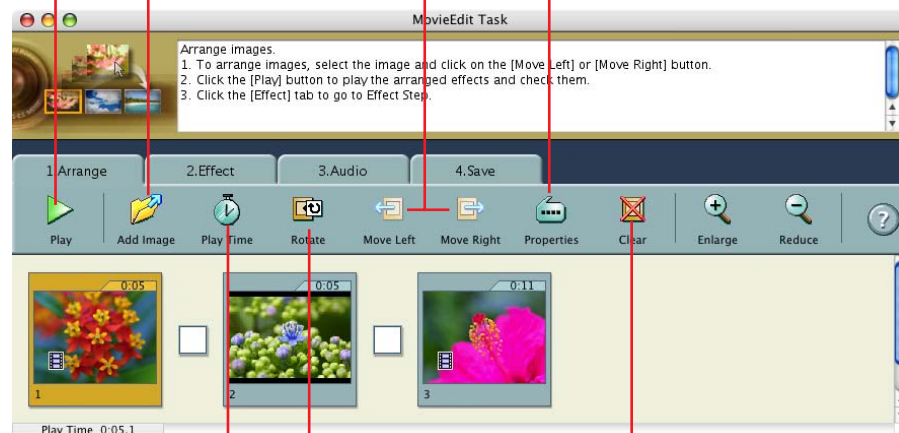 MovieEdit Task
Arrange images.
1. To arrange images, select the image and click on the [Move Left] or [Move Right] button.
2. Click the [Play] button to play the arranged effects and check them.
3. Click the [Effect] tab to go to Effect Step.
1.Arrange 2.Effect 3.Audio 4.Save
Play Add Image Play Time Rotate Move Left Move Right Properties Clear Enlarge Reduce ?
0:05 0:05 0:11
1 2 3
Play Time 0:05.1